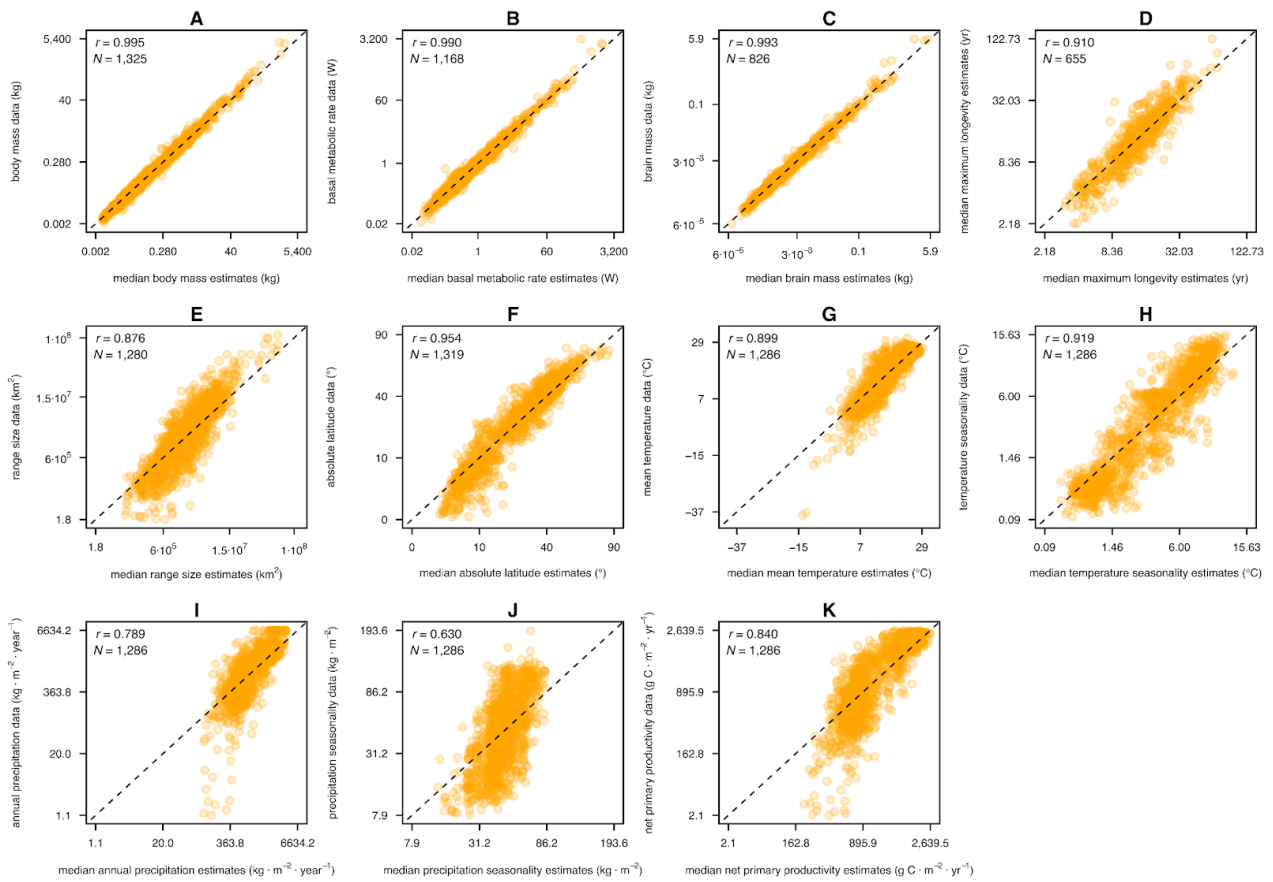 A
r = 0.995
N = 1,325
5,400
40
0.280
0.002
body mass data (kg)
0.002
0.280
40
5,400
median body mass estimates (kg)
B
r = 0.990
N = 1,168
3,200
60
1
0.02
basal metabolic rate data (W)
0.02
1
60
3,200
median basal metabolic rate estimates (W)
C
r = 0.993
N = 826
5.9
0.1
3·10⁻³
6·10⁻⁵
brain mass data (kg)
6·10⁻⁵
3·10⁻³
0.1
5.9
median brain mass estimates (kg)
D
r = 0.910
N = 655
122.73
32.03
8.36
2.18
median maximum longevity estimates (yr)
2.18
8.36
32.03
122.73
median maximum longevity estimates (yr)
E
r = 0.876
N = 1,280
1·10⁸
1.5·10⁷
6·10⁵
1.8
range size data (km²)
1.8
6·10⁵
1.5·10⁷
1·10⁸
median range size estimates (km²)
F
r = 0.954
N = 1,319
90
40
10
0
absolute latitude data (°)
0
10
40
90
median absolute latitude estimates (°)
G
r = 0.899
N = 1,286
29
7
−15
−37
mean temperature data (°C)
−37
−15
7
29
median mean temperature estimates (°C)
H
r = 0.919
N = 1,286
15.63
6.00
1.46
0.09
temperature seasonality data (°C)
0.09
1.46
6.00
15.63
median temperature seasonality estimates (°C)
I
r = 0.789
N = 1,286
6634.2
363.8
20.0
1.1
annual precipitation data (kg · m⁻² · year⁻¹)
1.1
20.0
363.8
6634.2
median annual precipitation estimates (kg · m⁻² · year⁻¹)
J
r = 0.630
N = 1,286
193.6
86.2
31.2
7.9
precipitation seasonality data (kg · m⁻²)
7.9
31.2
86.2
193.6
median precipitation seasonality estimates (kg · m⁻²)
K
r = 0.840
N = 1,286
2,639.5
895.9
162.8
2.1
net primary productivity data (g C · m⁻² · yr⁻¹)
2.1
162.8
895.9
2,639.5
median net primary productivity estimates (g C · m⁻² · yr⁻¹)